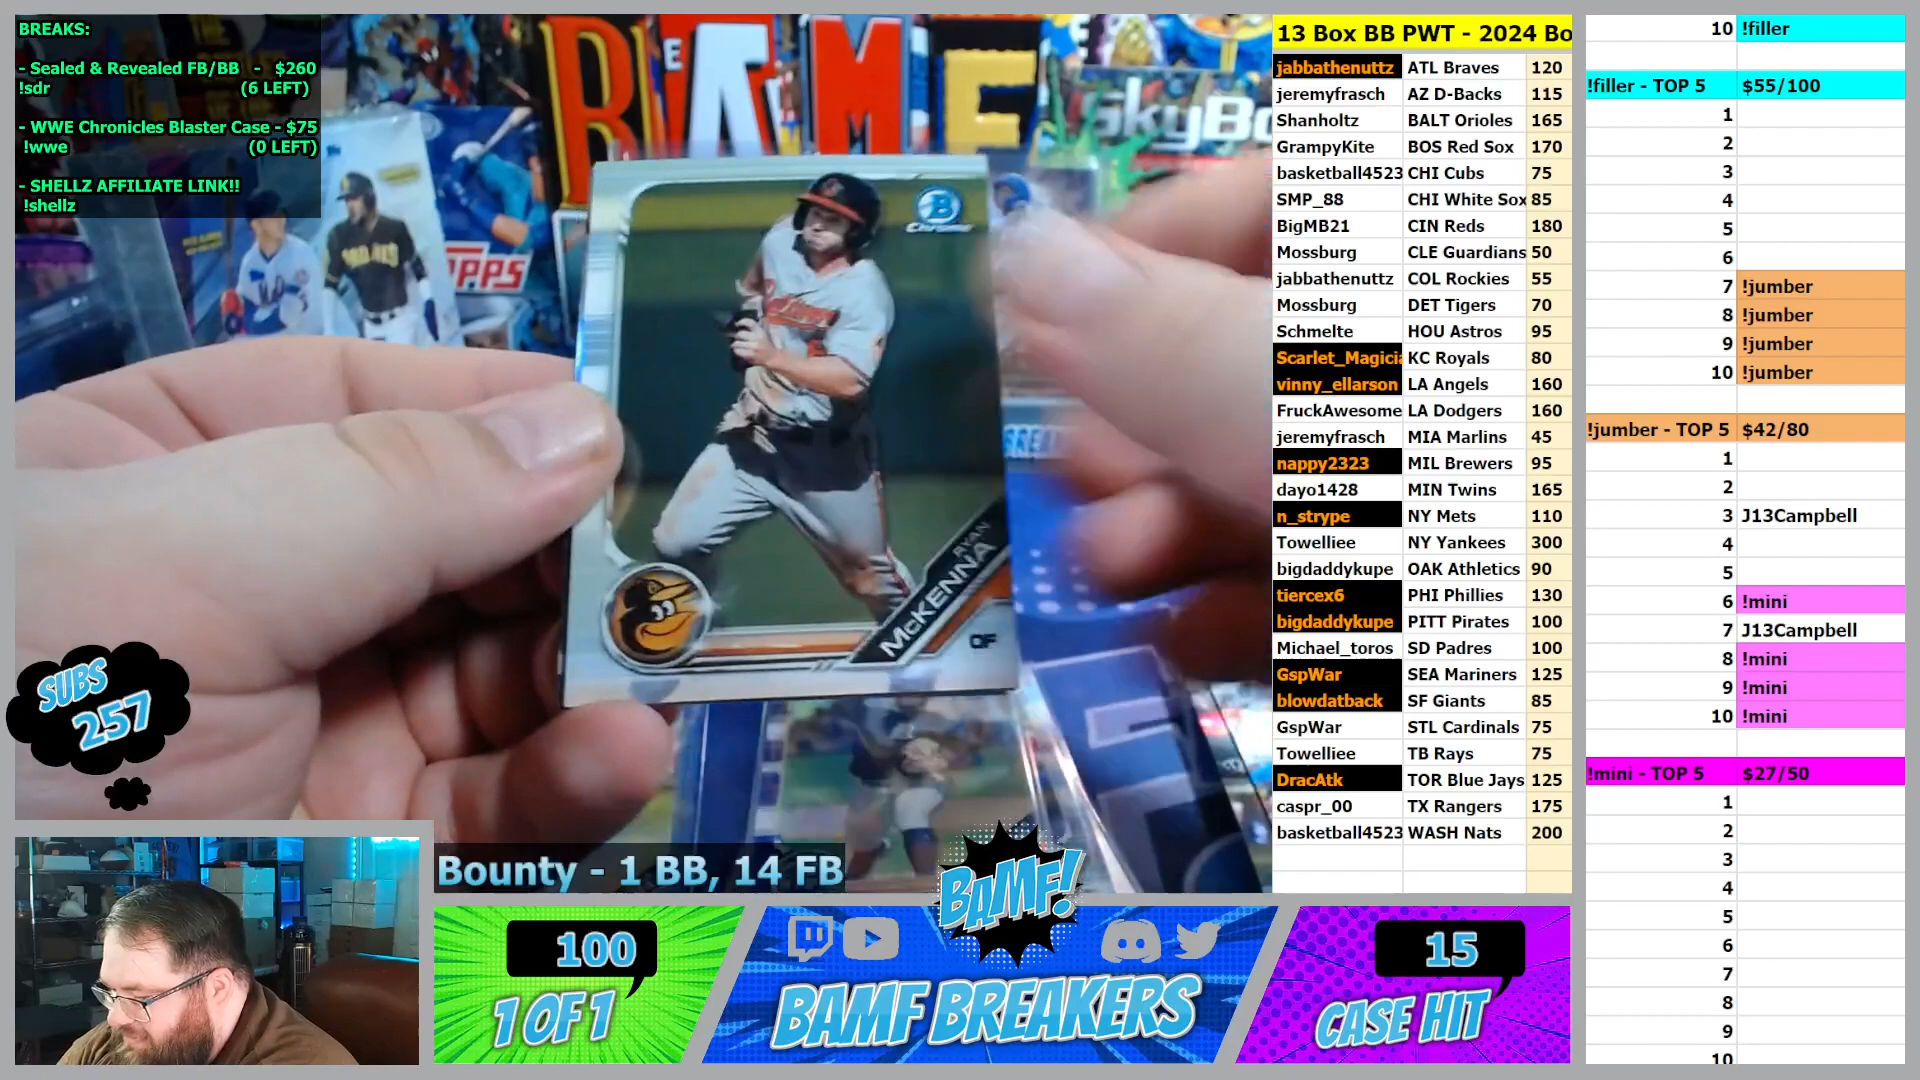 BREAKS:
- Sealed & Revealed FB/BB - $260
!sdr (6 LEFT)
- WWE Chronicles Blaster Case - $75
!wwe (0 LEFT)
- SHELLZ AFFILIATE LINK!!
!shellz
BAMF
SkyBo
PADRES
OPPS
B
Chrome
RYAN
McKENNA
OF
SUBS
257
Bounty - 1 BB, 14 FB
BAMF!
100
1 OF 1
BAMF BREAKERS
15
CASE HIT
13 Box BB PWT - 2024 Bo
jabbathenuttz ATL Braves 120
jeremyfrasch AZ D-Backs 115
Shanholtz BALT Orioles 165
GrampyKite BOS Red Sox 170
basketball4523 CHI Cubs 75
SMP_88 CHI White Sox 85
BigMB21 CIN Reds 180
Mossburg CLE Guardians 50
jabbathenuttz COL Rockies 55
Mossburg DET Tigers 70
Schmelte HOU Astros 95
Scarlet_Magicia KC Royals 80
vinny_ellarson LA Angels 160
FruckAwesome LA Dodgers 160
jeremyfrasch MIA Marlins 45
nappy2323 MIL Brewers 95
dayo1428 MIN Twins 165
n_strype NY Mets 110
Towelliee NY Yankees 300
bigdaddykupe OAK Athletics 90
tiercex6 PHI Phillies 130
bigdaddykupe PITT Pirates 100
Michael_toros SD Padres 100
GspWar SEA Mariners 125
blowdatback SF Giants 85
GspWar STL Cardinals 75
Towelliee TB Rays 75
DracAtk TOR Blue Jays 125
caspr_00 TX Rangers 175
basketball4523 WASH Nats 200
10 !filler
!filler - TOP 5 $55/100
1
2
3
4
5
6
7 !jumber
8 !jumber
9 !jumber
10 !jumber
!jumber - TOP 5 $42/80
1
2
3 J13Campbell
4
5
6 !mini
7 J13Campbell
8 !mini
9 !mini
10 !mini
!mini - TOP 5 $27/50
1
2
3
4
5
6
7
8
9
10